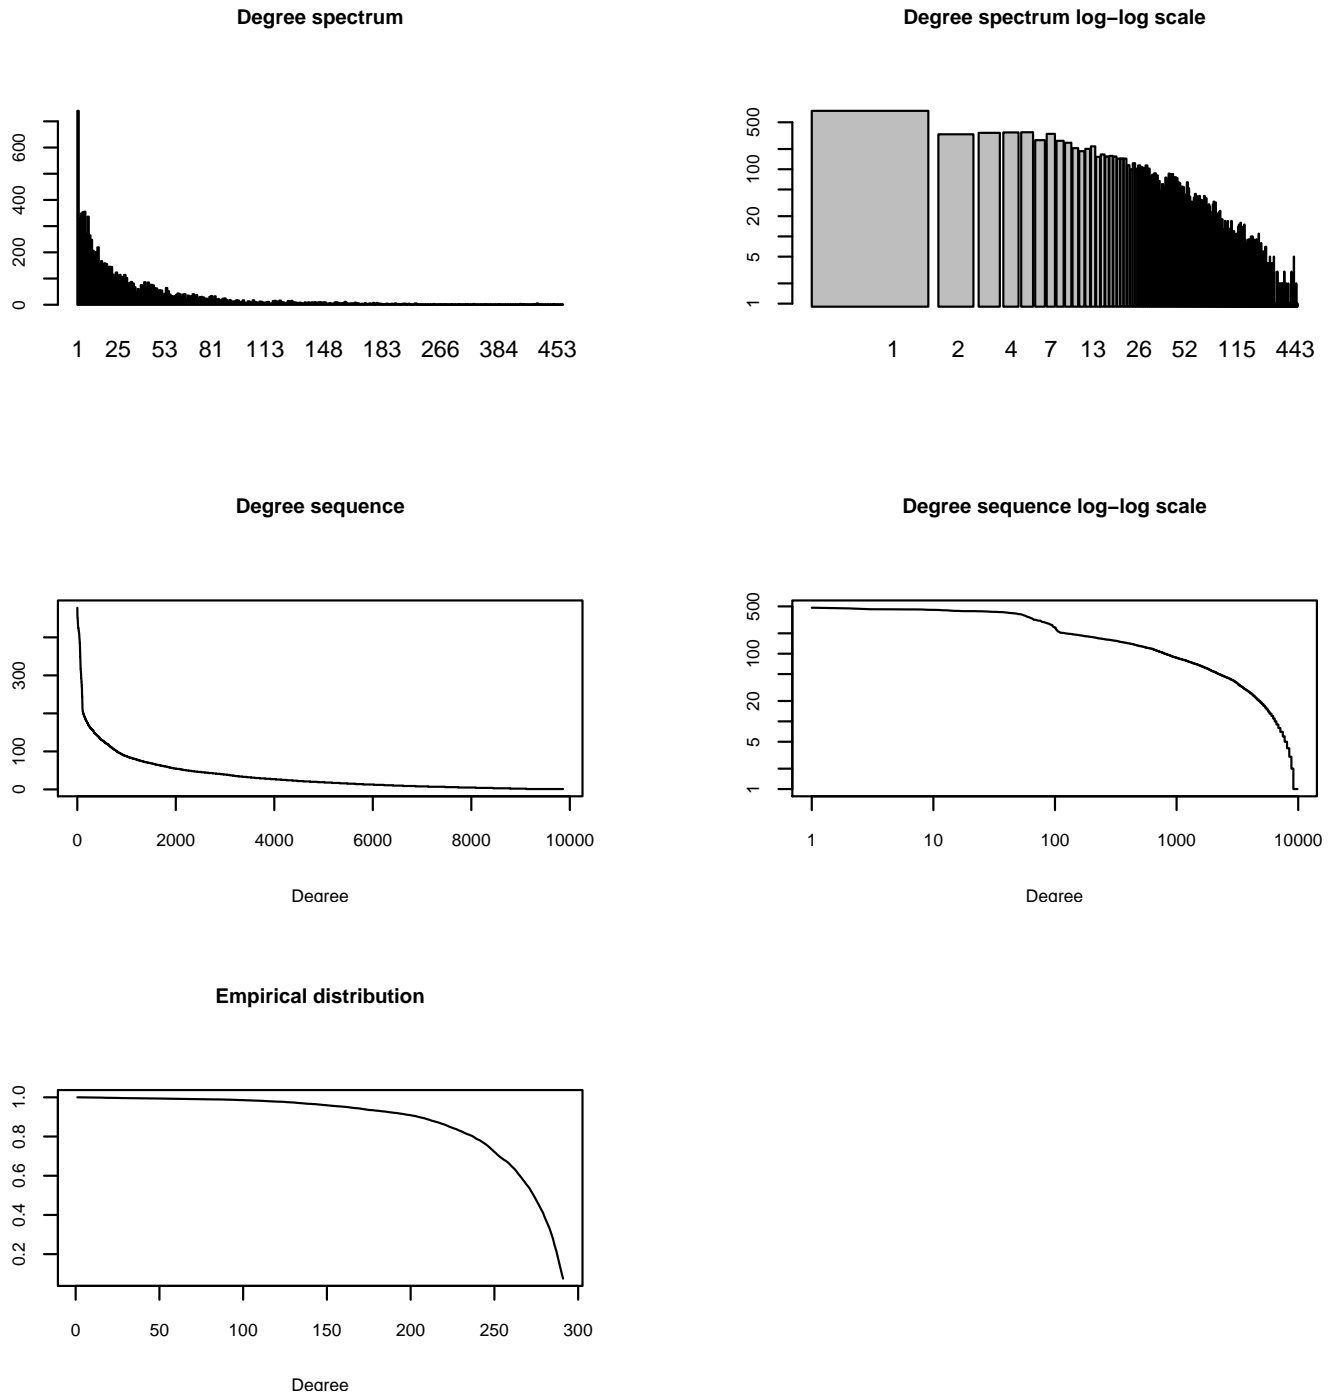 Degree spectrum
600
400
200
0
1 25 53 81 113 148 183 266 384 453
Degree spectrum log–log scale
500
100
20
5
1
1 2 4 7 13 26 52 115 443
Degree sequence
300
100
0
0 2000 4000 6000 8000 10000
Degree
Degree sequence log–log scale
500
100
20
5
1
1 10 100 1000 10000
Degree
Empirical distribution
1.0
0.8
0.6
0.4
0.2
0 50 100 150 200 250 300
Degree